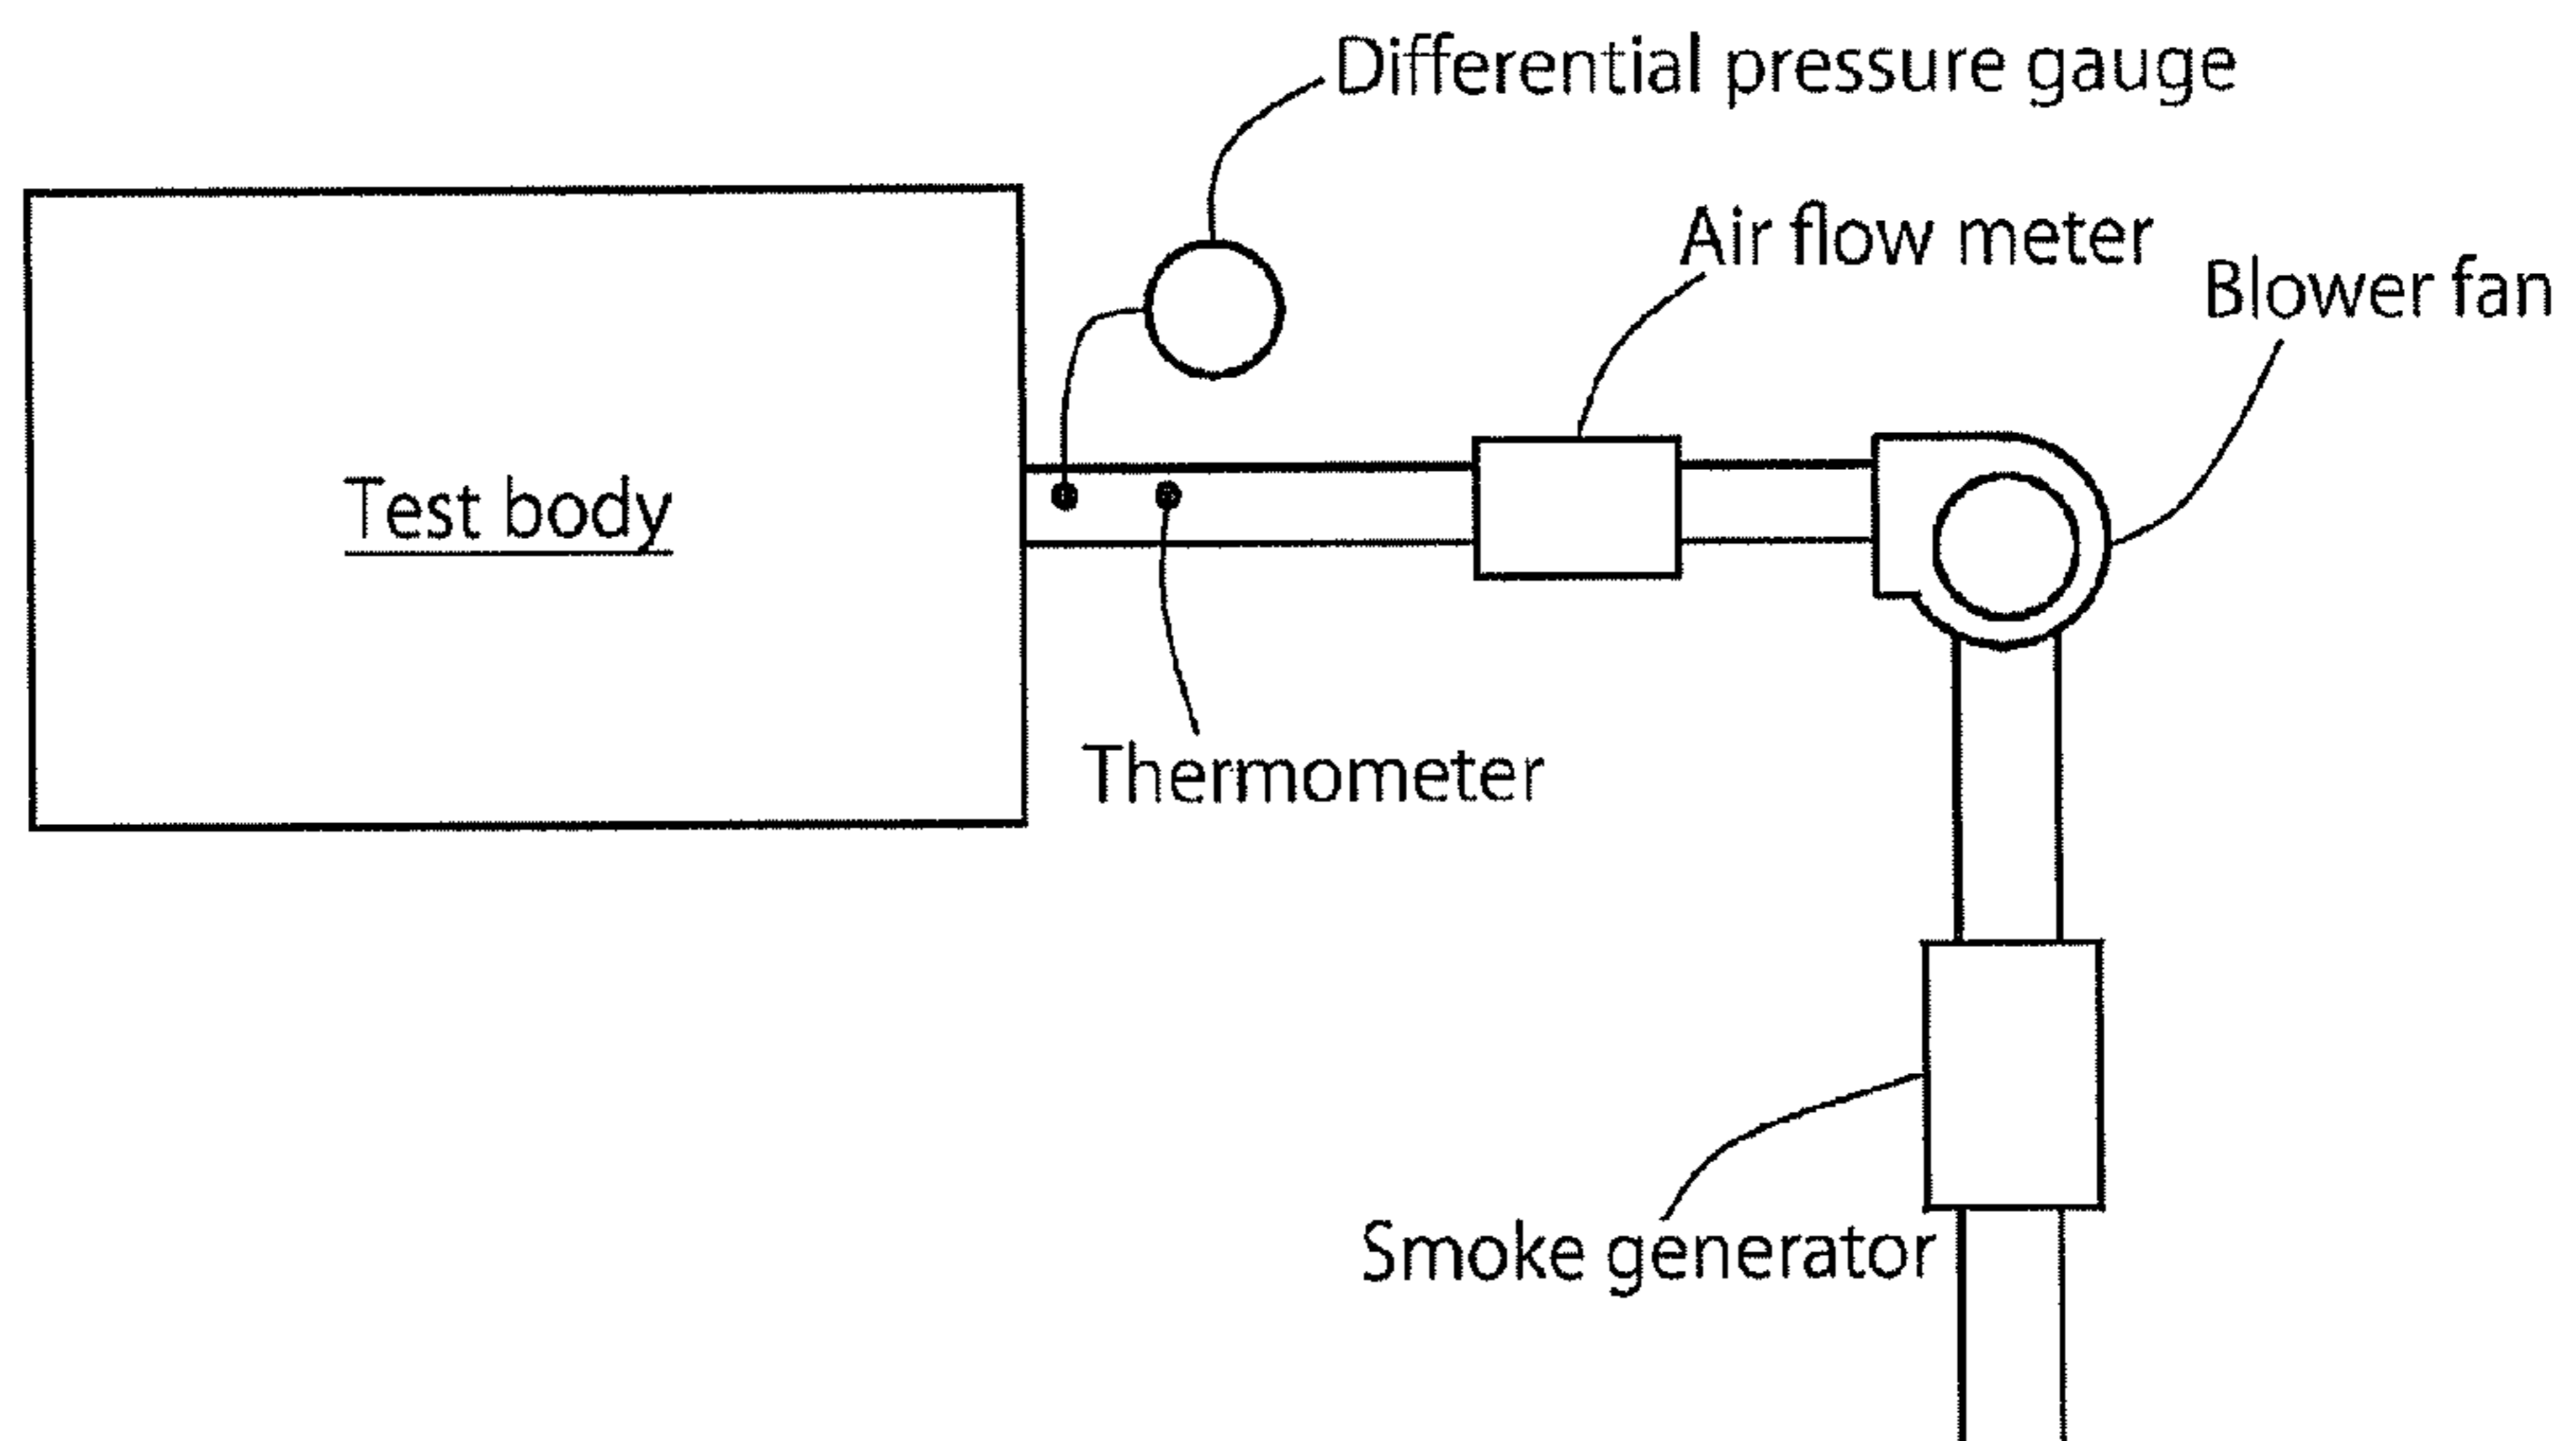 Differential pressure gauge
Air flow meter
Blower fan
Test body
Thermometer
Smoke generator